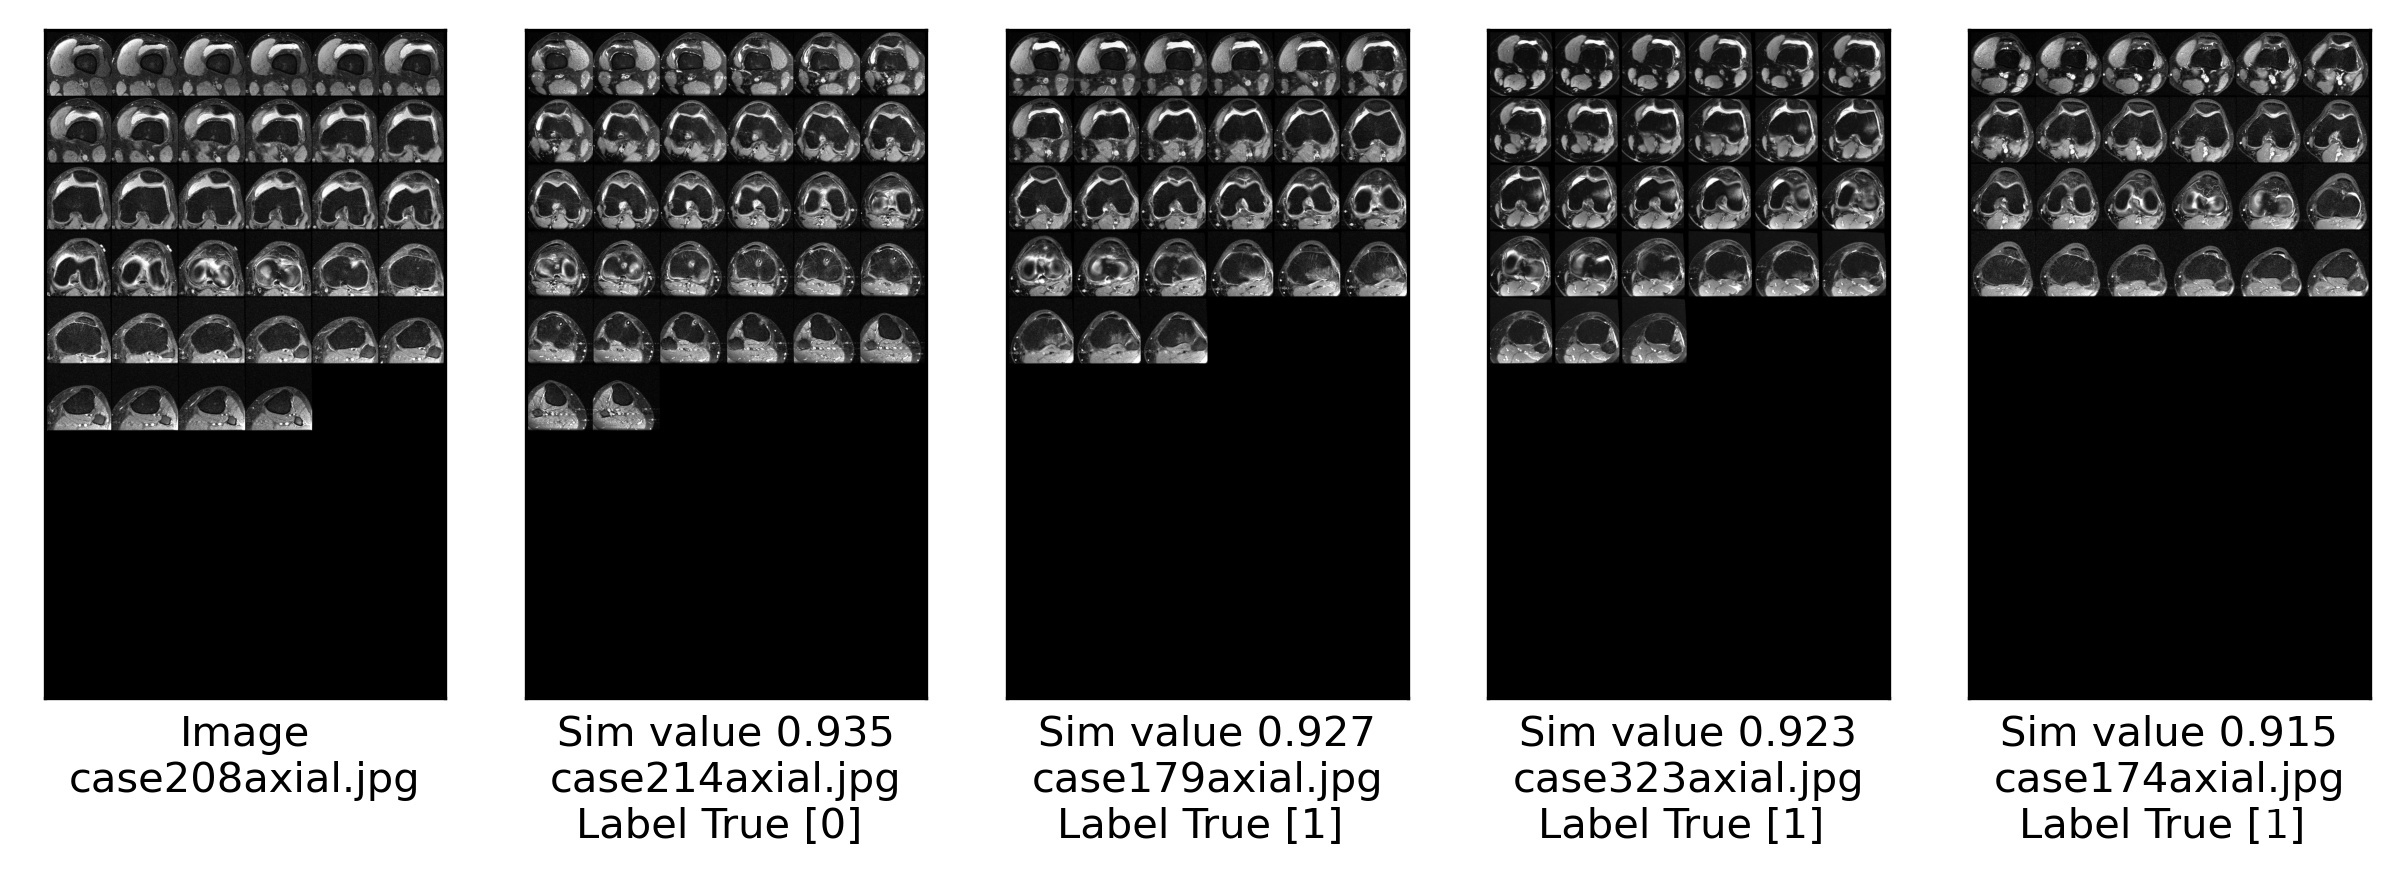 Image
case208axial.jpg
Sim value 0.935
case214axial.jpg
Label True [0]
Sim value 0.927
case179axial.jpg
Label True [1]
Sim value 0.923
case323axial.jpg
Label True [1]
Sim value 0.915
case174axial.jpg
Label True [1]